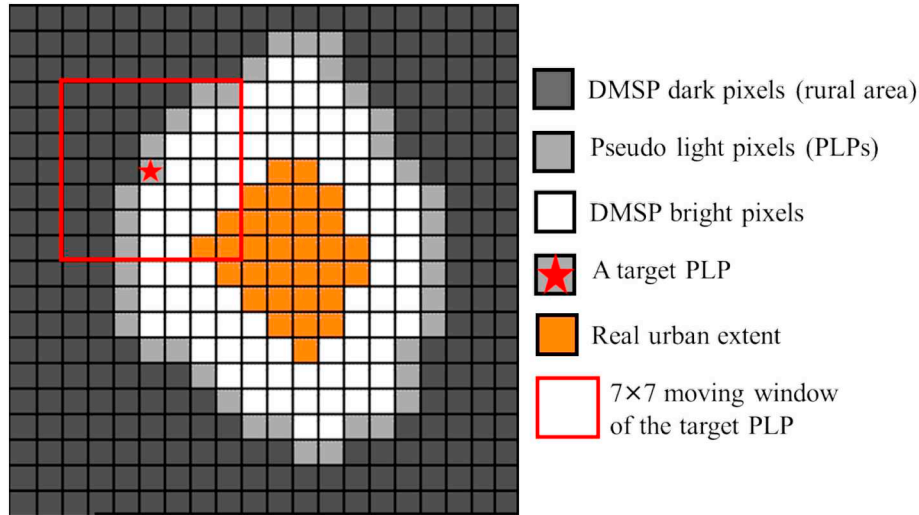 DMSP dark pixels (rural area)
Pseudo light pixels (PLPs)
DMSP bright pixels
A target PLP
Real urban extent
7×7 moving window
of the target PLP